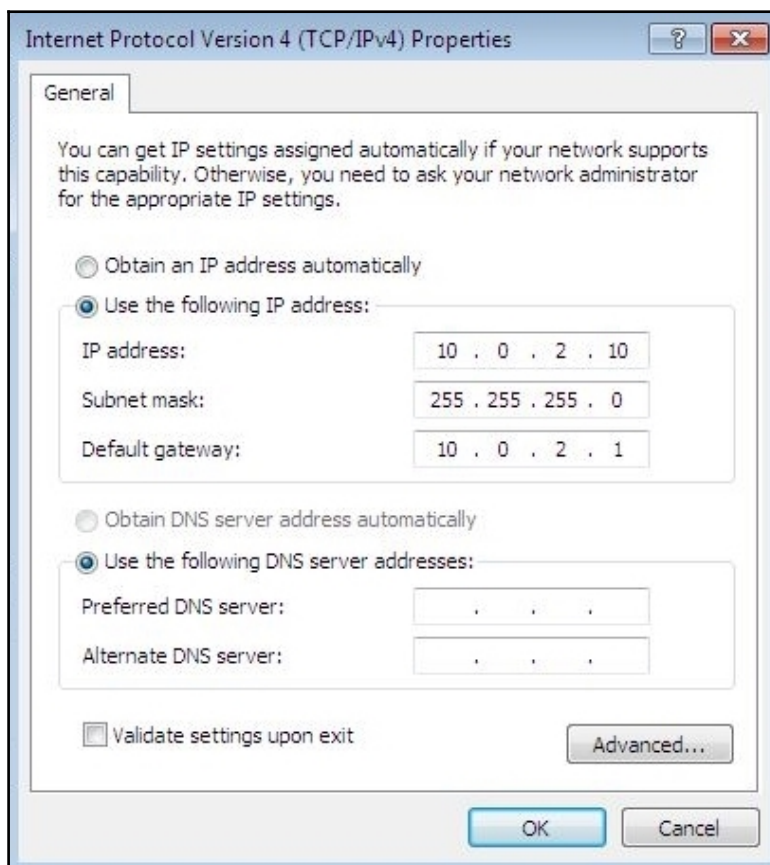 Internet Protocol Version 4 (TCP/IPv4) Properties
?
General
You can get IP settings assigned automatically if your network supports
this capability. Otherwise, you need to ask your network administrator
for the appropriate IP settings.
Obtain an IP address automatically
Use the following IP address:
IP address: 10 . 0 . 2 . 10
Subnet mask: 255 . 255 . 255 . 0
Default gateway: 10 . 0 . 2 . 1
Obtain DNS server address automatically
Use the following DNS server addresses:
Preferred DNS server: . . .
Alternate DNS server: . . .
Validate settings upon exit
Advanced...
OK Cancel